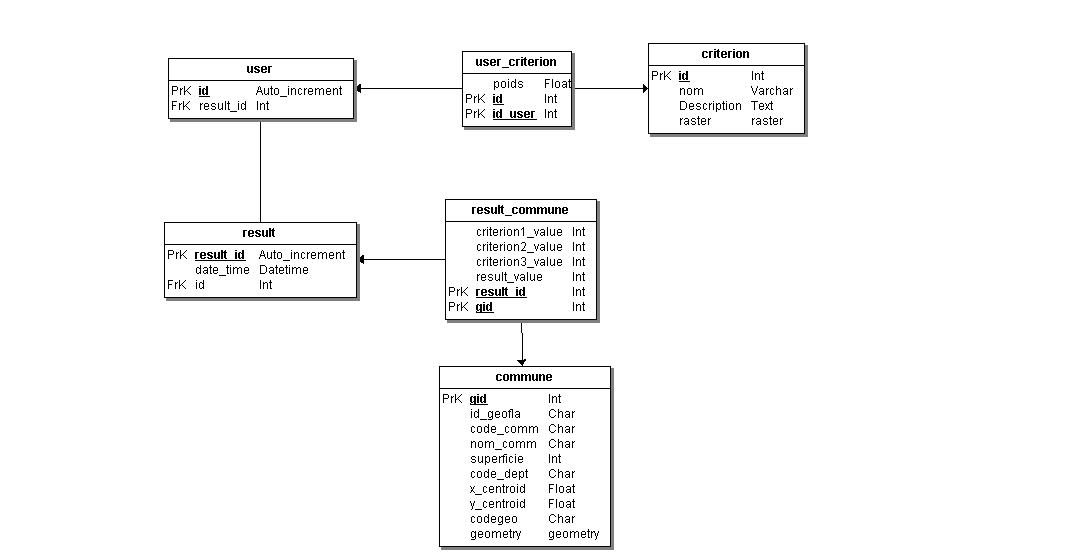 user
PrK id Auto_increment
FrK result_id Int
user_criterion
poids Float
PrK id Int
PrK id_user Int
criterion
PrK id Int
nom Varchar
Description Text
raster raster
result
PrK result_id Auto_increment
date_time Datetime
FrK id Int
result_commune
criterion1_value Int
criterion2_value Int
criterion3_value Int
result_value Int
PrK result_id Int
PrK gid Int
commune
PrK gid Int
id_geofla Char
code_comm Char
nom_comm Char
superficie Int
code_dept Char
x_centroid Float
y_centroid Float
codegeo Char
geometry geometry